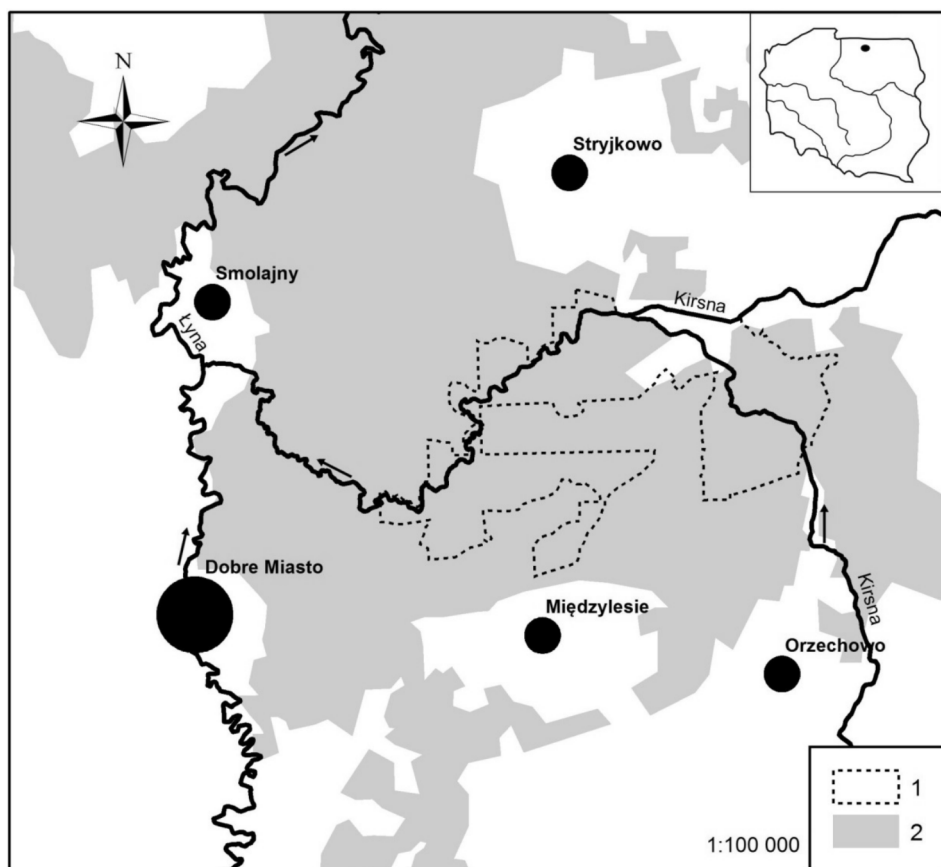 N
Stryjkowo
Smolajny
Kirsna
Łyna
Dobre Miasto
Międzylesie
Kirsna
Orzechowo
1
2
1:100 000